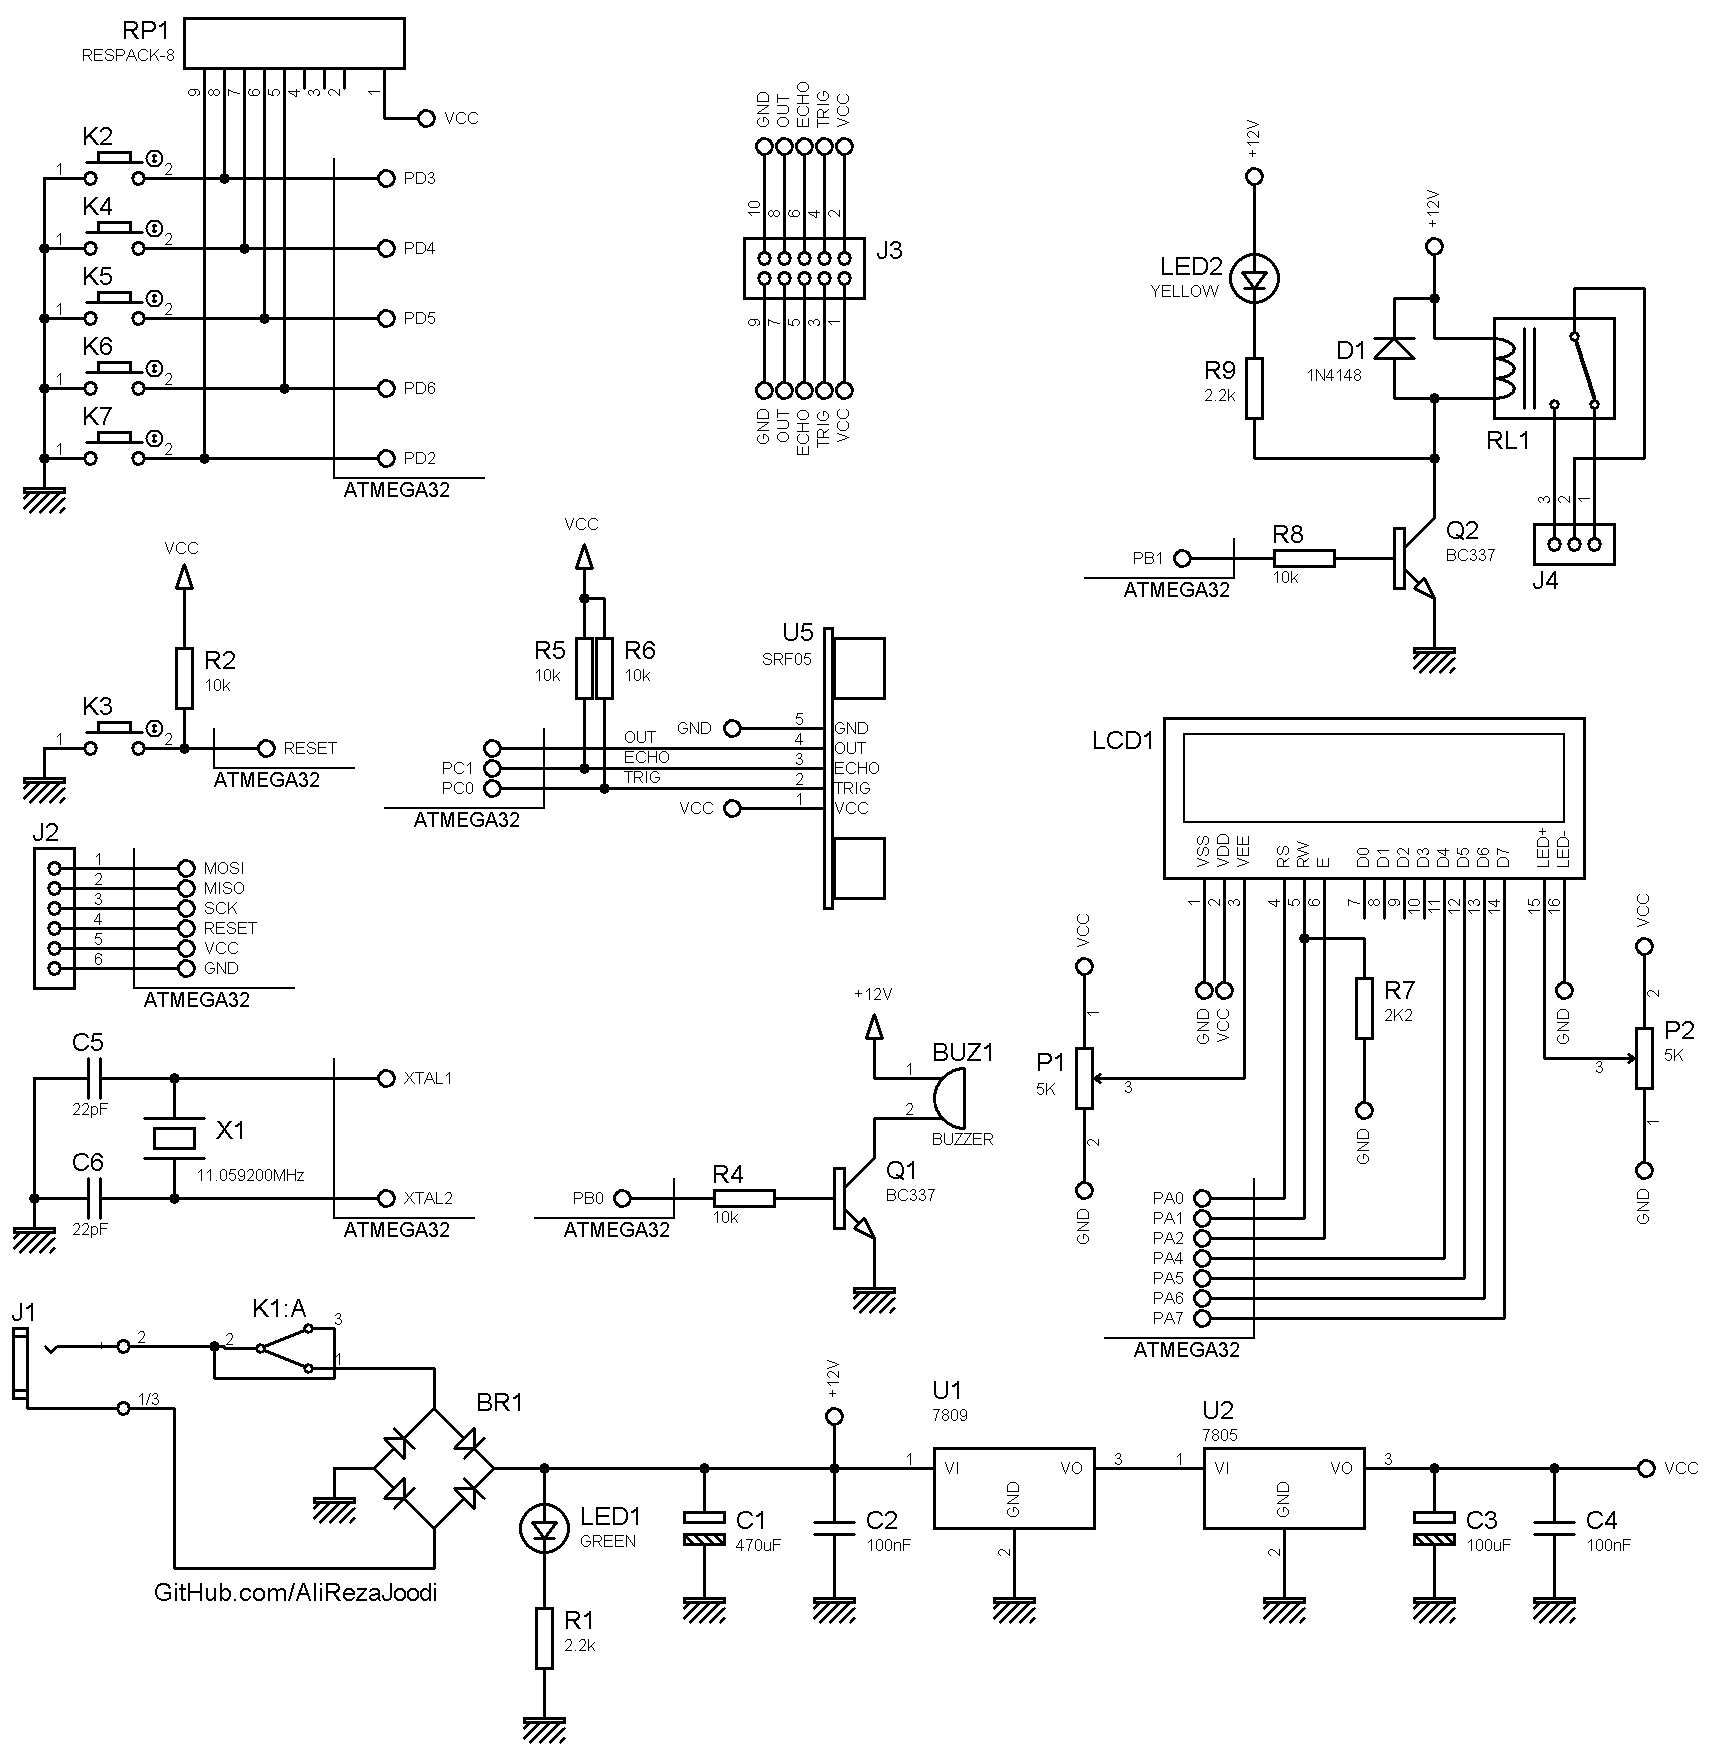 RP1
RESPACK-8
9
8
7
6
5
4
3
2
1
VCC
K2
1
2
PD3
K4
1
2
PD4
K5
1
2
PD5
K6
1
2
PD6
K7
1
2
PD2
ATMEGA32
GND
OUT
ECHO
TRIG
VCC
10
8
6
4
2
J3
9
7
5
3
1
GND
OUT
ECHO
TRIG
VCC
+12V
+12V
LED2
YELLOW
R9
2.2k
D1
1N4148
RL1
3
2
1
J4
Q2
BC337
R8
10k
PB1
ATMEGA32
VCC
R2
10k
K3
1
2
RESET
ATMEGA32
VCC
R5
10k
R6
10k
U5
SRF05
GND
5
GND
OUT
4
OUT
PC1
ECHO
3
ECHO
PC0
TRIG
2
TRIG
VCC
1
VCC
ATMEGA32
J2
1
MOSI
2
MISO
3
SCK
4
RESET
5
VCC
6
GND
ATMEGA32
LCD1
VSS
VDD
VEE
RS
RW
E
D0
D1
D2
D3
D4
D5
D6
D7
LED+
LED-
1
2
3
4
5
6
7
8
9
10
11
12
13
14
15
16
VCC
1
P1
5K
3
2
GND
GND
VCC
R7
2K2
GND
GND
VCC
2
P2
5K
3
1
GND
PA0
PA1
PA2
PA4
PA5
PA6
PA7
ATMEGA32
C5
22pF
X1
11.059200MHz
C6
22pF
XTAL1
XTAL2
ATMEGA32
+12V
1
BUZ1
2
BUZZER
Q1
BC337
R4
10k
PB0
ATMEGA32
J1
2
1/3
K1:A
2
3
1
BR1
GitHub.com/AliRezaJoodi
LED1
GREEN
R1
2.2k
C1
470uF
+12V
C2
100nF
U1
7809
1
VI
VO
3
GND
2
U2
7805
1
VI
VO
3
GND
2
C3
100uF
C4
100nF
VCC